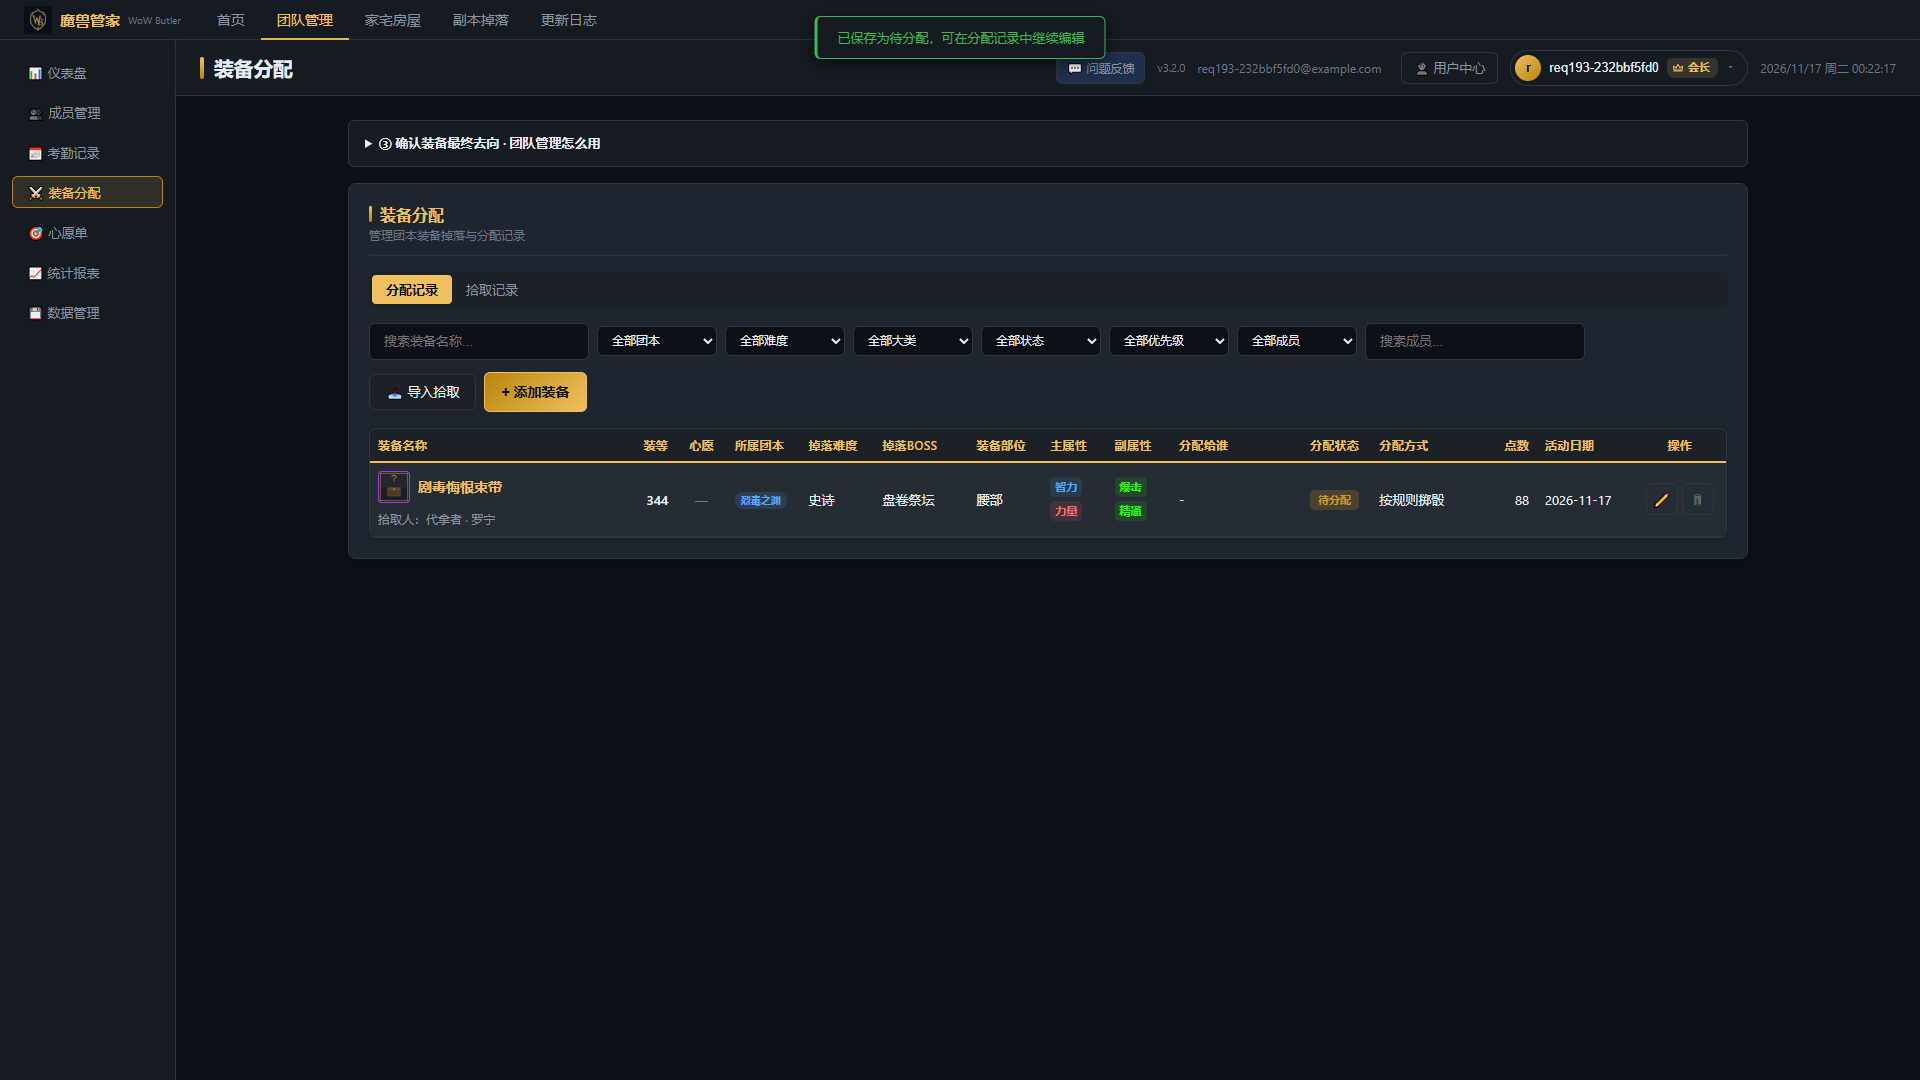 魔兽管家 WoW Butler
首页 团队管理 家宅房屋 副本掉落 更新日志
已保存为待分配，可在分配记录中继续编辑
仪表盘
成员管理
考勤记录
装备分配
心愿单
统计报表
数据管理
装备分配
问题反馈 v3.2.0 req193-232bbf5fd0@example.com 用户中心 r req193-232bbf5fd0 会长 2026/11/17 周二 00:22:17
▶ ③ 确认装备最终去向 · 团队管理怎么用
装备分配
管理团本装备掉落与分配记录
分配记录 拾取记录
搜索装备名称... 全部团本 全部难度 全部大类 全部状态 全部优先级 全部成员 搜索成员...
导入拾取 + 添加装备
装备名称 装等 心愿 所属团本 掉落难度 掉落BOSS 装备部位 主属性 副属性 分配给谁 分配状态 分配方式 点数 活动日期 操作
剧毒悔恨束带
拾取人：代拿者 · 罗宁
344 — 烈毒之渊 史诗 盘卷祭坛 腰部 智力 力量 爆击 精通 - 待分配 按规则掷骰 88 2026-11-17